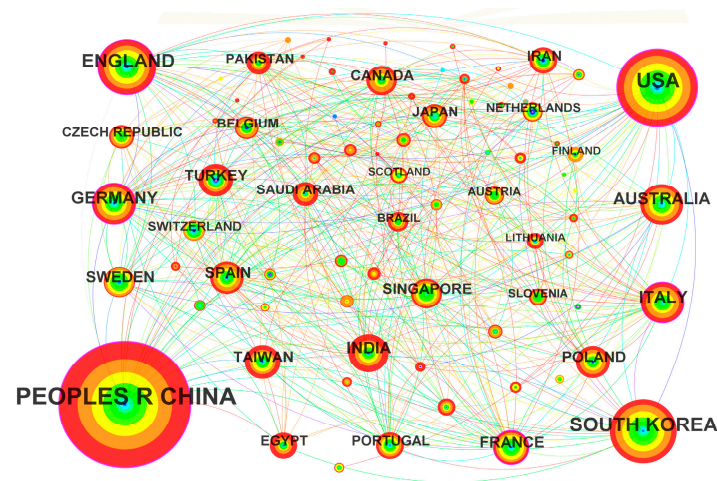 ENGLAND
PAKISTAN
CANADA
IRAN
USA
JAPAN
NETHERLANDS
CZECH REPUBLIC
BELGIUM
FINLAND
TURKEY
SCOTLAND
GERMANY
SAUDI ARABIA
AUSTRIA
AUSTRALIA
SWITZERLAND
BRAZIL
LITHUANIA
SWEDEN
SPAIN
SINGAPORE
SLOVENIA
ITALY
TAIWAN
INDIA
POLAND
PEOPLES R CHINA
SOUTH KOREA
EGYPT
PORTUGAL
FRANCE